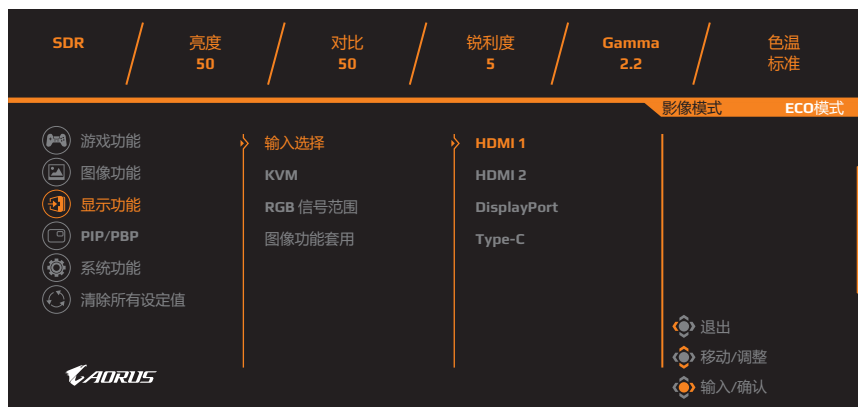 SDR
亮度
50
对比
50
锐利度
5
Gamma
2.2
色温
标准
影像模式 ECO模式
游戏功能
图像功能
显示功能
PIP/PBP
系统功能
清除所有设定值
输入选择
KVM
RGB 信号范围
图像功能套用
HDMI 1
HDMI 2
DisplayPort
Type-C
退出
移动/调整
输入/确认
AORUS